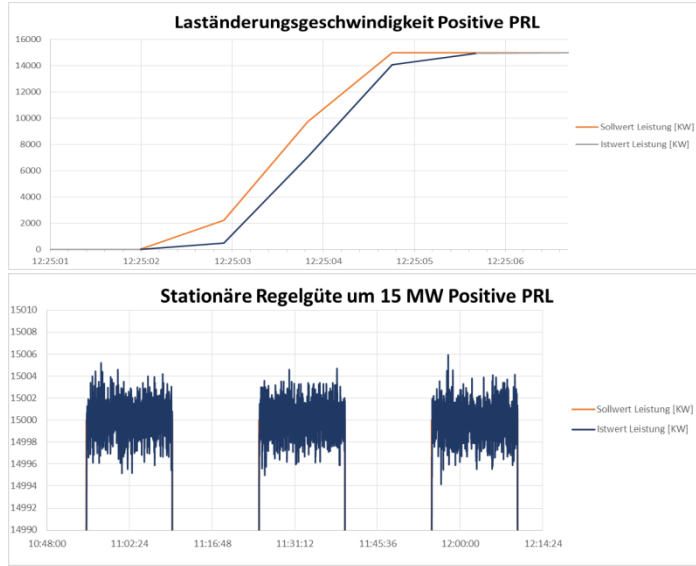 Laständerungsgeschwindigkeit Positive PRL
16000
14000
12000
10000
8000
6000
4000
2000
0
12:25:01 12:25:02 12:25:03 12:25:04 12:25:05 12:25:06
Sollwert Leistung [KW]
Istwert Leistung [KW]
Stationäre Regelgüte um 15 MW Positive PRL
15010
15008
15006
15004
15002
15000
14998
14996
14994
14992
14990
10:48:00 11:02:24 11:16:48 11:31:12 11:45:36 12:00:00 12:14:24
Sollwert Leistung [KW]
Istwert Leistung [KW]